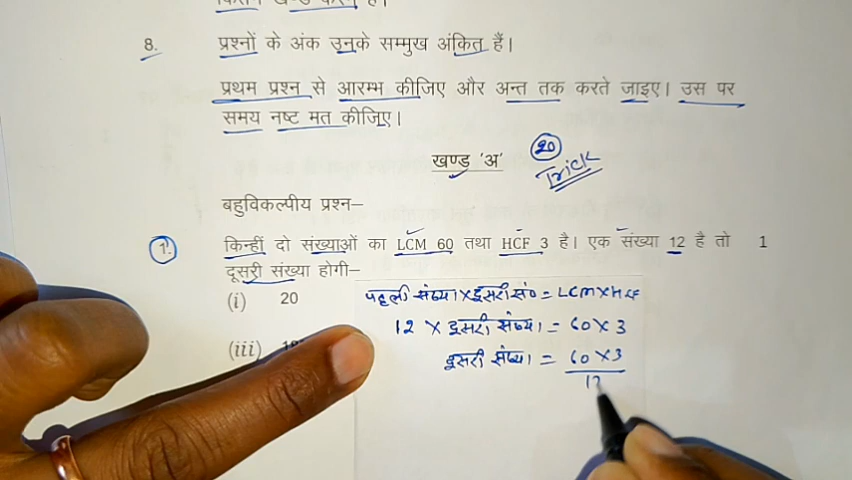 8. प्रश्नों के अंक उनके सम्मुख अंकित हैं।
प्रथम प्रश्न से आरम्भ कीजिए और अन्त तक करते जाइए। उस पर
समय नष्ट मत कीजिए।
खण्ड 'अ'
20
Trick
बहुविकल्पीय प्रश्न–
1. किन्हीं दो संख्याओं का LCM 60 तथा HCF 3 है। एक संख्या 12 है तो 1
दूसरी संख्या होगी–
(i) 20
पहली संख्या × दूसरी सं० = LCM × HCF
12 × दूसरी संख्या = 60 × 3
(iii)
दूसरी संख्या = 60 × 3
12